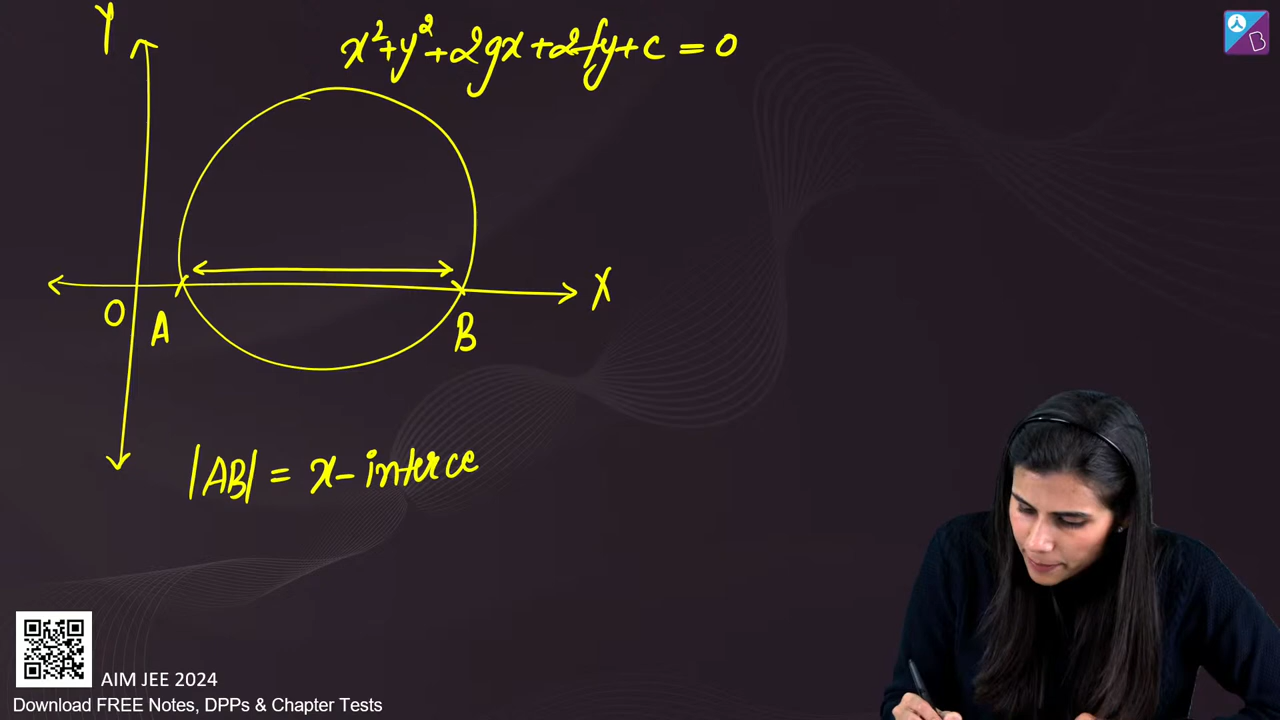 Y
x²+y²+2gx+2fy+c = 0
X
O
A
B
|AB| = x-interce
AIM JEE 2024
Download FREE Notes, DPPs & Chapter Tests
B